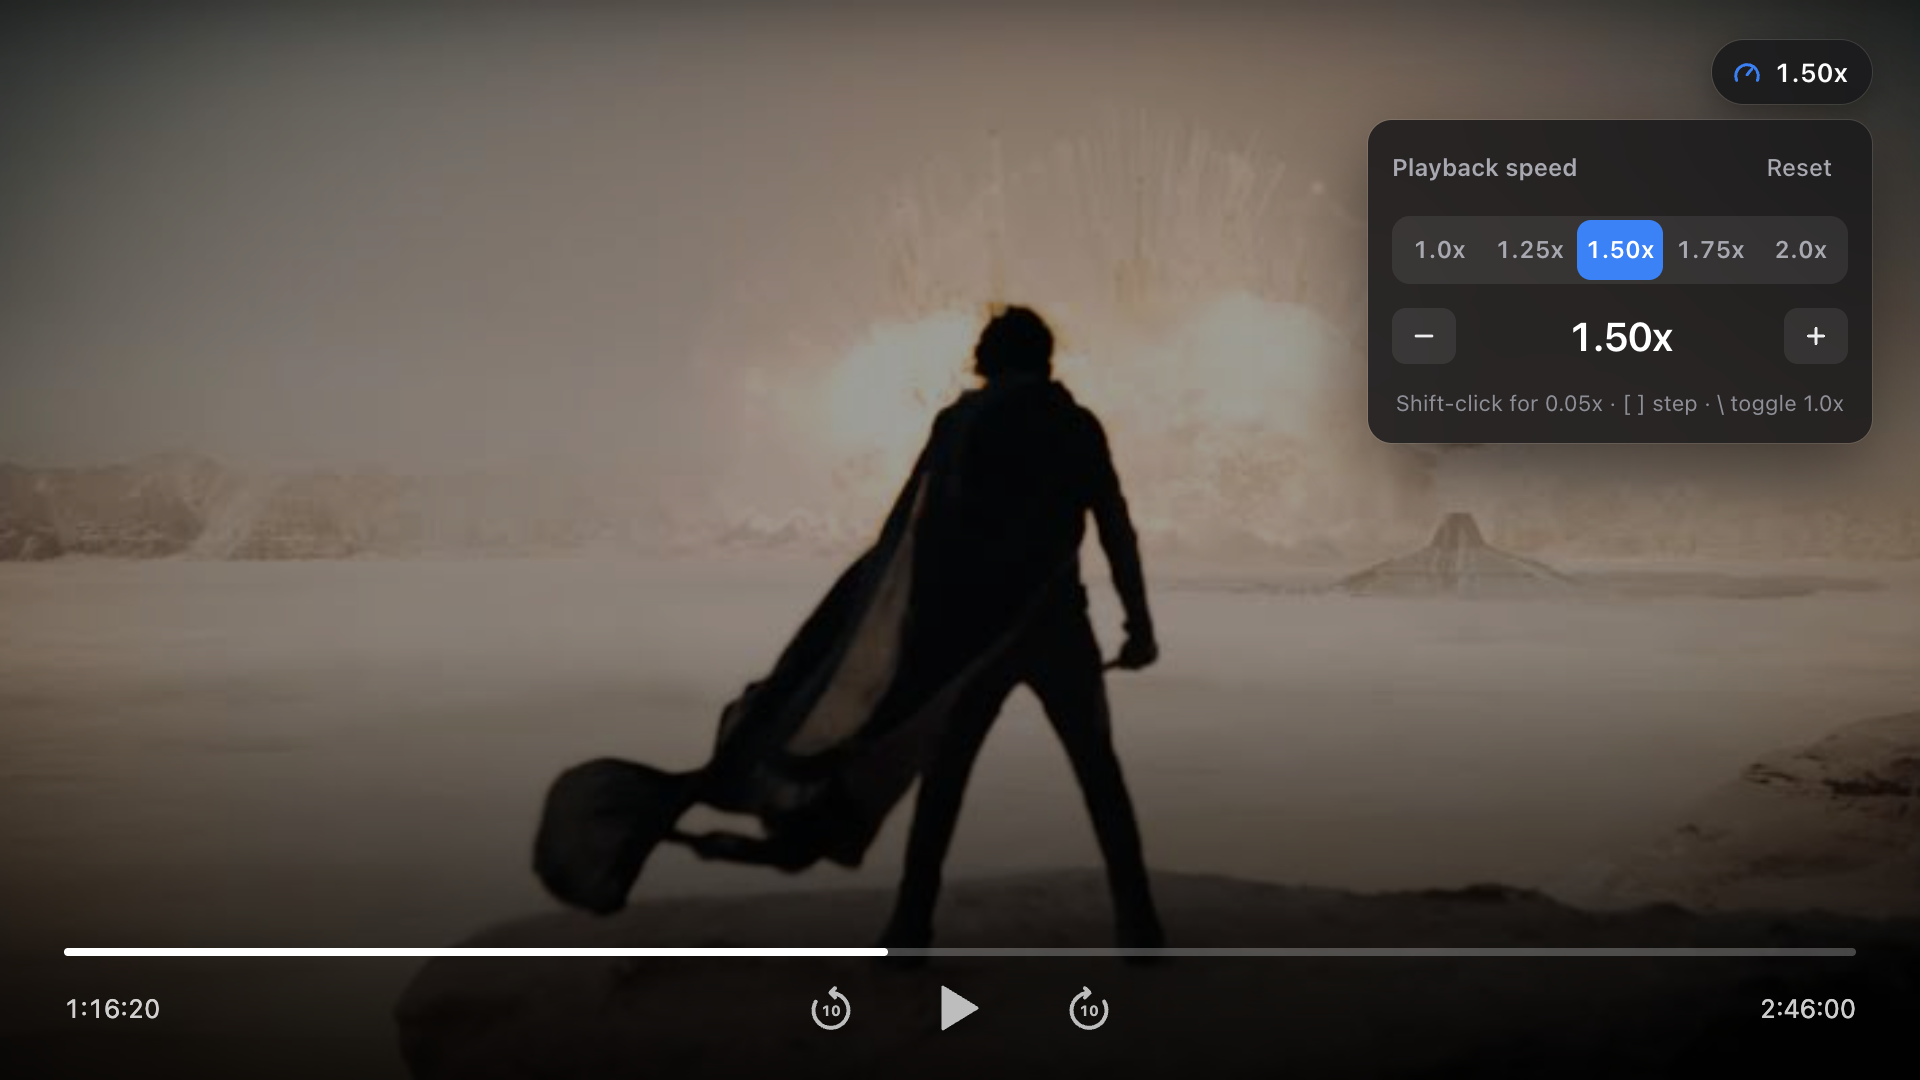 1.50x
Playback speed Reset
1.0x 1.25x 1.50x 1.75x 2.0x
− 1.50x +
Shift-click for 0.05x · [ ] step · \ toggle 1.0x
1:16:20 10 10 2:46:00